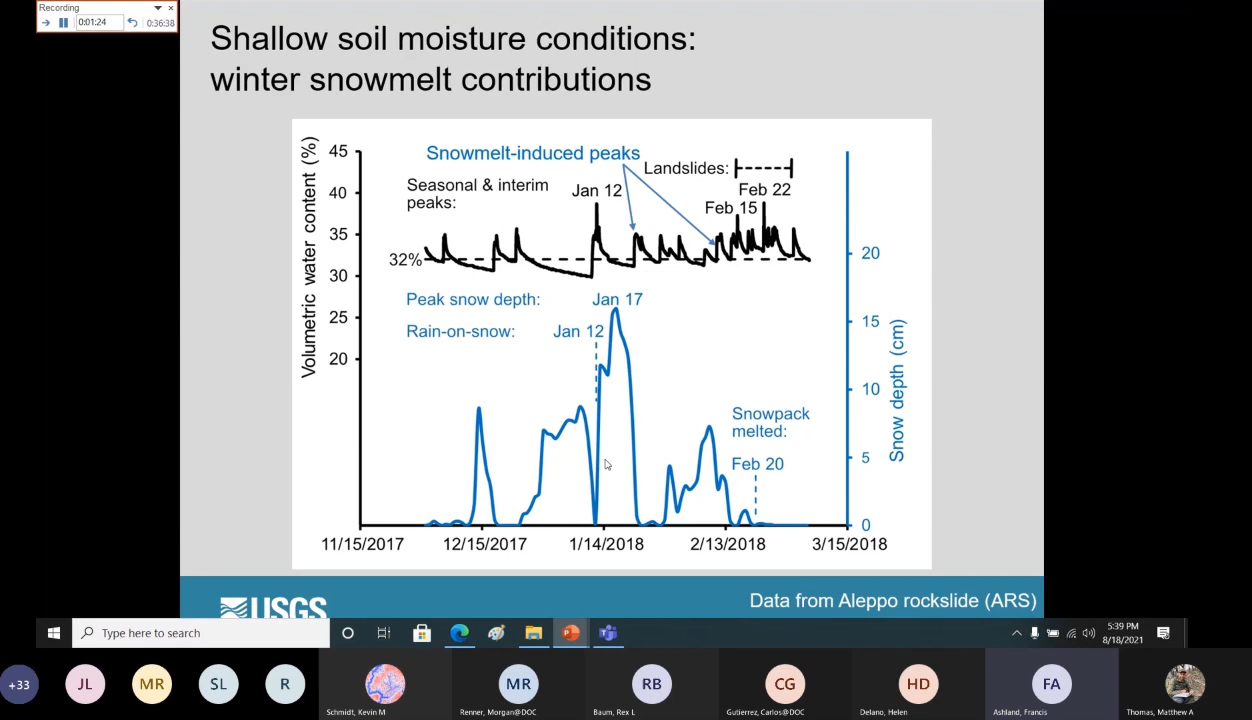 Recording
0:01:24
0:36:38
Shallow soil moisture conditions:
winter snowmelt contributions
Volumetric water content (%)
45
40
35
30
25
20
Snowmelt-induced peaks
Landslides:
Seasonal & interim
peaks:
Jan 12
Feb 22
Feb 15
32%
Peak snow depth:
Jan 17
Rain-on-snow:
Jan 12
Snowpack
melted:
Feb 20
20
15
10
5
0
Snow depth (cm)
11/15/2017
12/15/2017
1/14/2018
2/13/2018
3/15/2018
USGS
Data from Aleppo rockslide (ARS)
Type here to search
5:39 PM
8/18/2021
+33
JL
MR
SL
R
MR
RB
CG
HD
FA
Schmidt, Kevin M
Renner, Morgan@DOC
Baum, Rex L
Gutierrez, Carlos@DOC
Delano, Helen
Ashland, Francis
Thomas, Matthew A